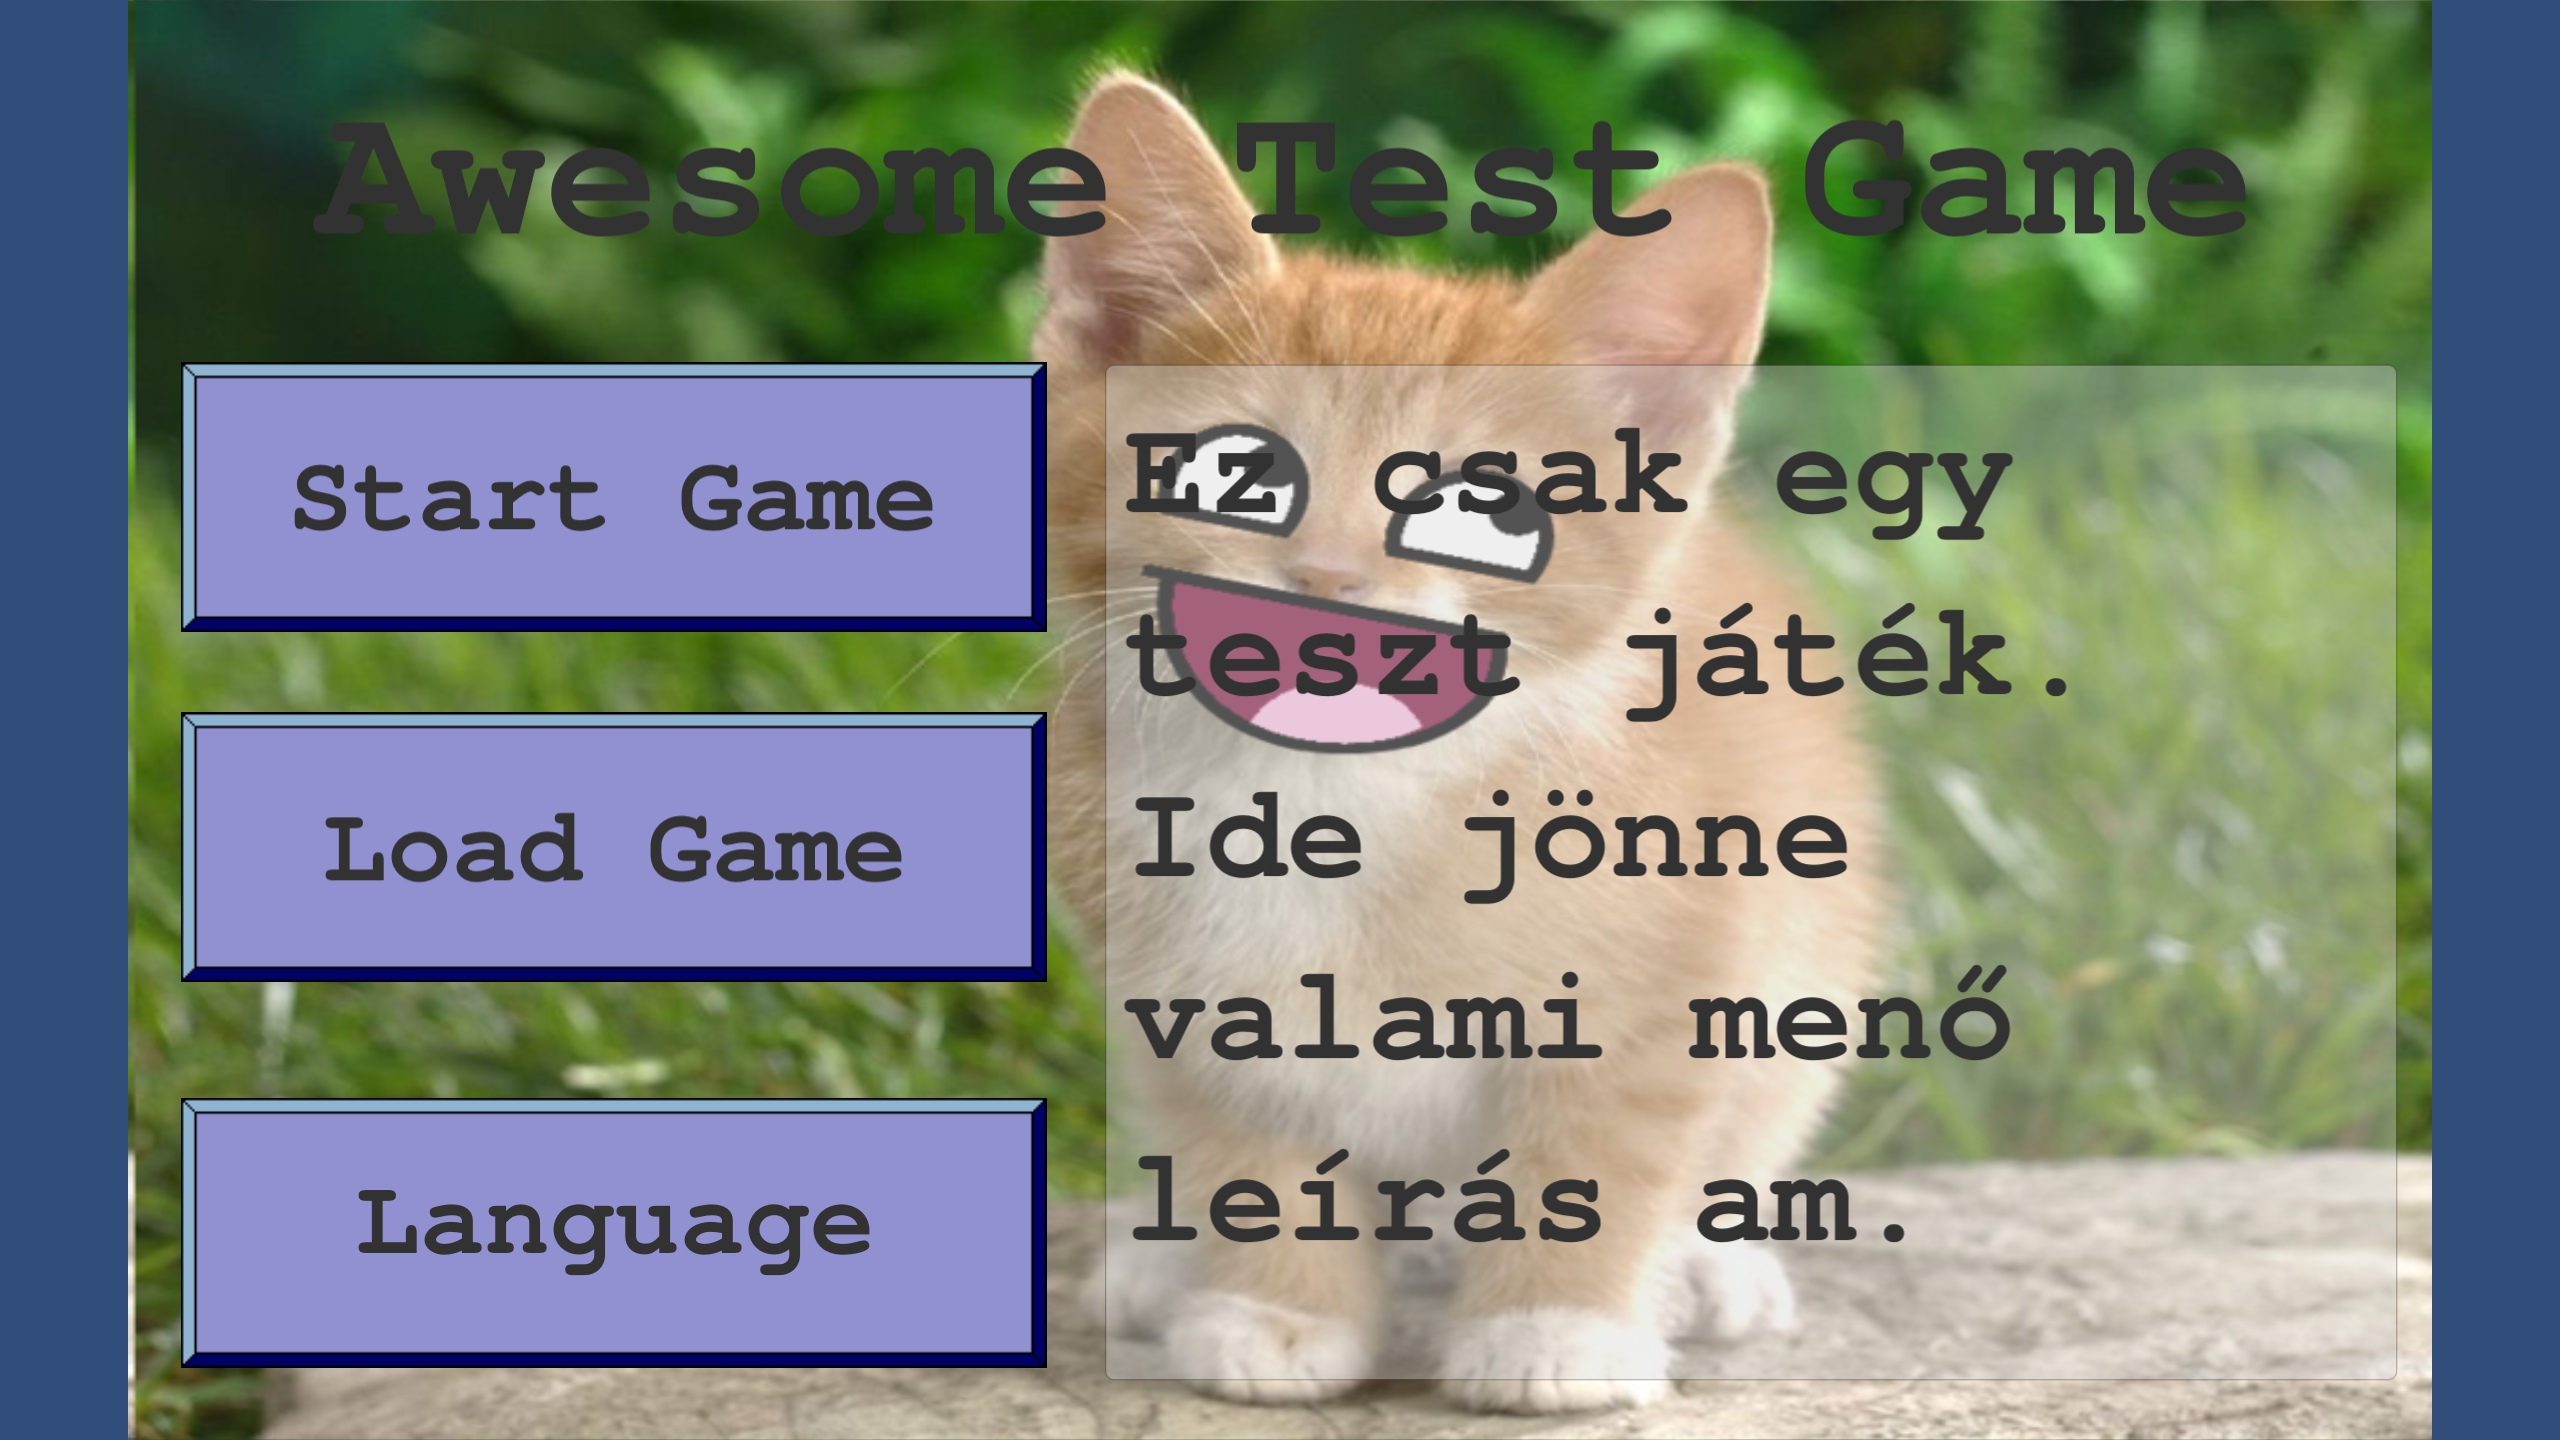 Awesome Test Game
Start Game
Load Game
Language
Ez csak egy
teszt játék.
Ide jönne
valami menő
leírás am.